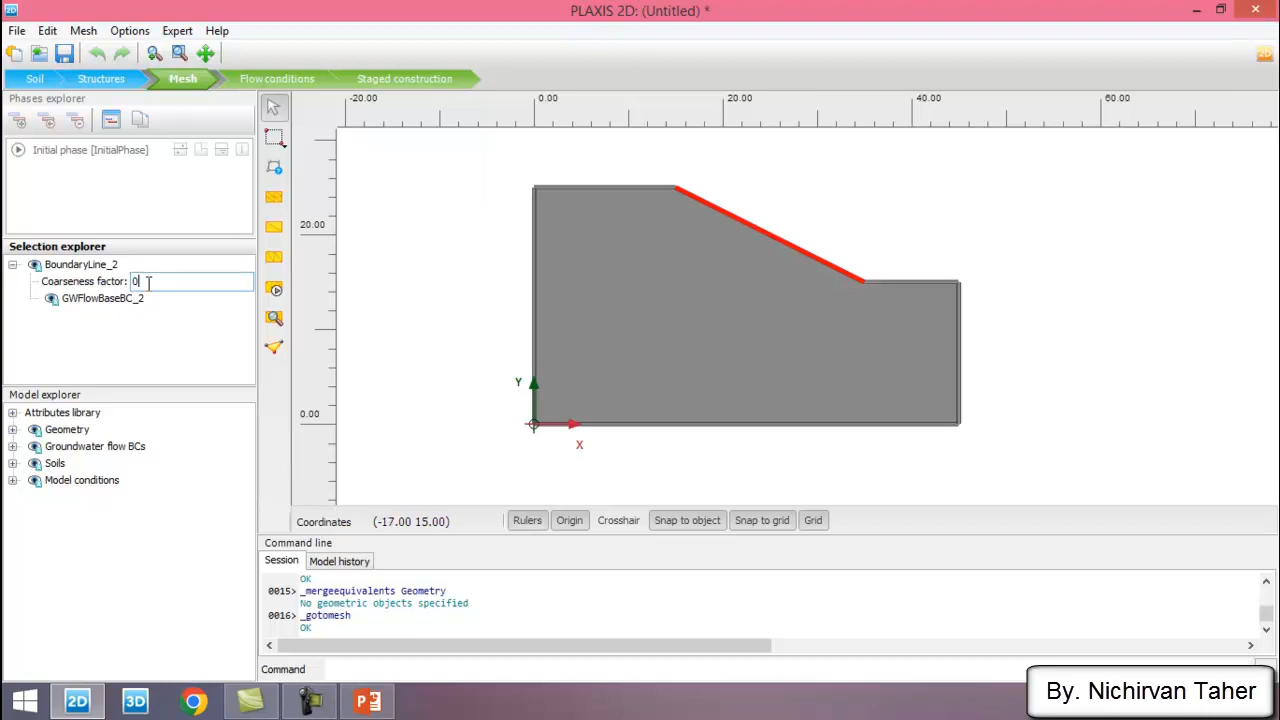 2D PLAXIS 2D: (Untitled) *
File Edit Mesh Options Expert Help
Soil Structures Mesh Flow conditions Staged construction
Phases explorer
Initial phase [InitialPhase]
Selection explorer
BoundaryLine_2
Coarseness factor: 0
GWFlowBaseBC_2
Model explorer
Attributes library
Geometry
Groundwater flow BCs
Soils
Model conditions
-20.00 0.00 20.00 40.00 60.00
20.00
0.00
Y
X
Coordinates (-17.00 15.00) Rulers Origin Crosshair Snap to object Snap to grid Grid
Command line
Session Model history
OK
0015> _mergeequivalents Geometry
No geometric objects specified
0016> _gotomesh
OK
Command
2D 3D
By. Nichirvan Taher